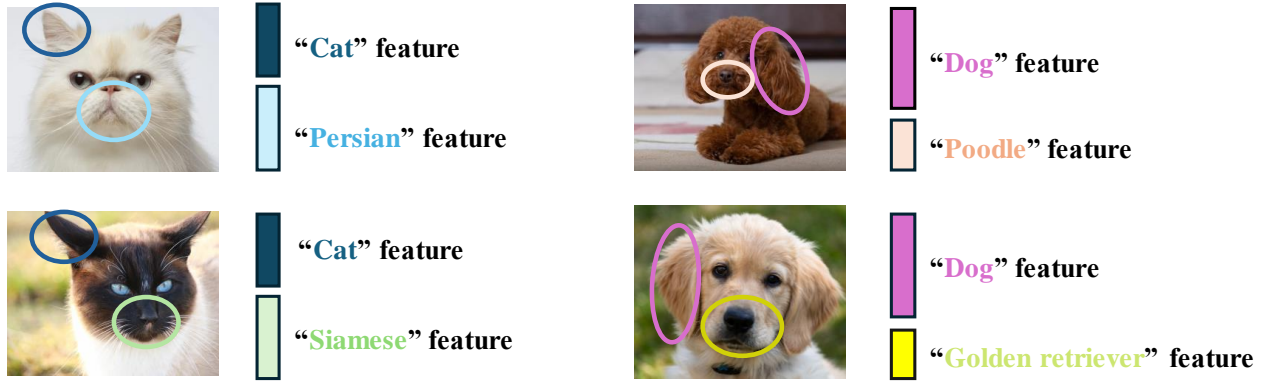 “Cat” feature
“Persian” feature
“Dog” feature
“Poodle” feature
“Cat” feature
“Siamese” feature
“Dog” feature
“Golden retriever” feature